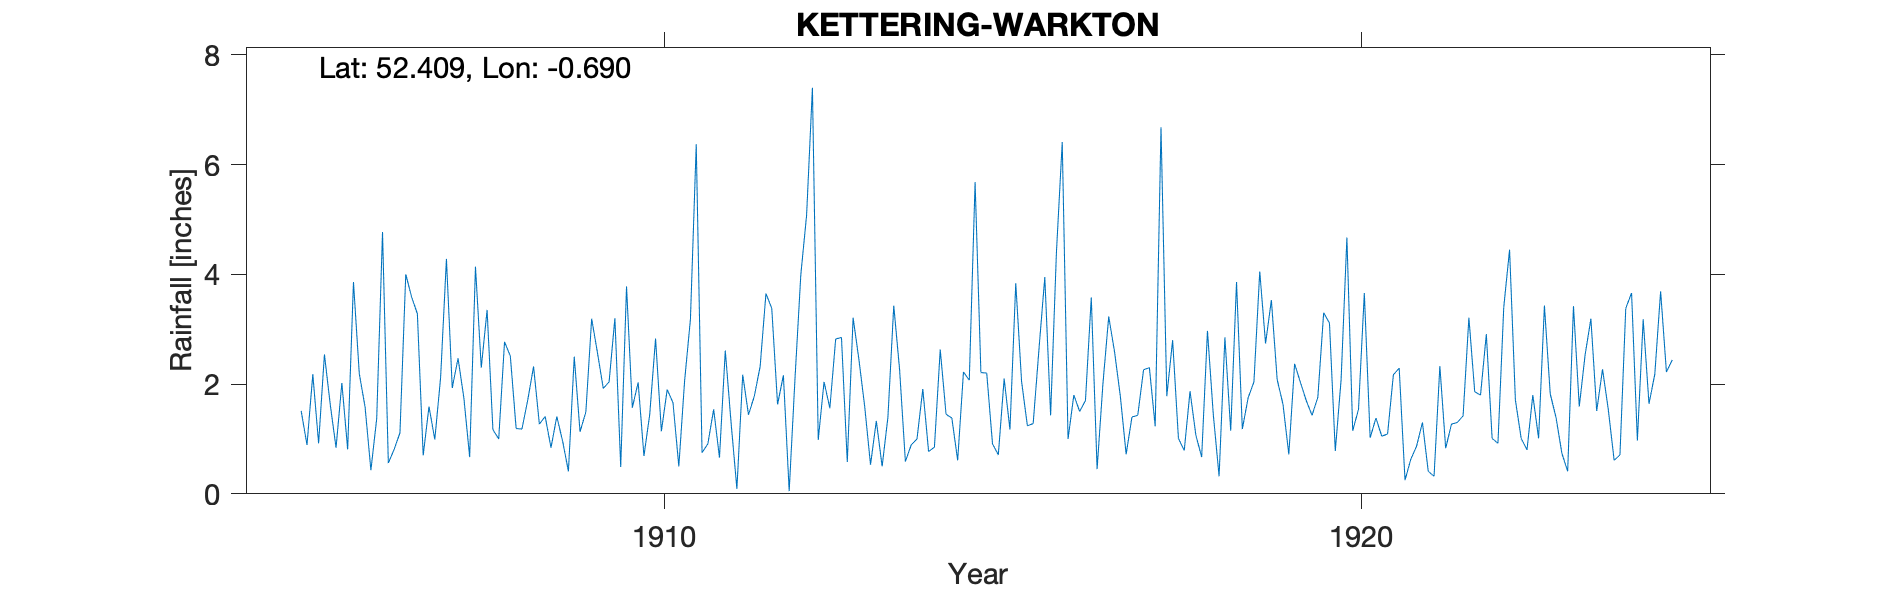 KETTERING-WARKTON
Lat: 52.409, Lon: -0.690
Rainfall [inches]
8
6
4
2
0
1910
1920
Year